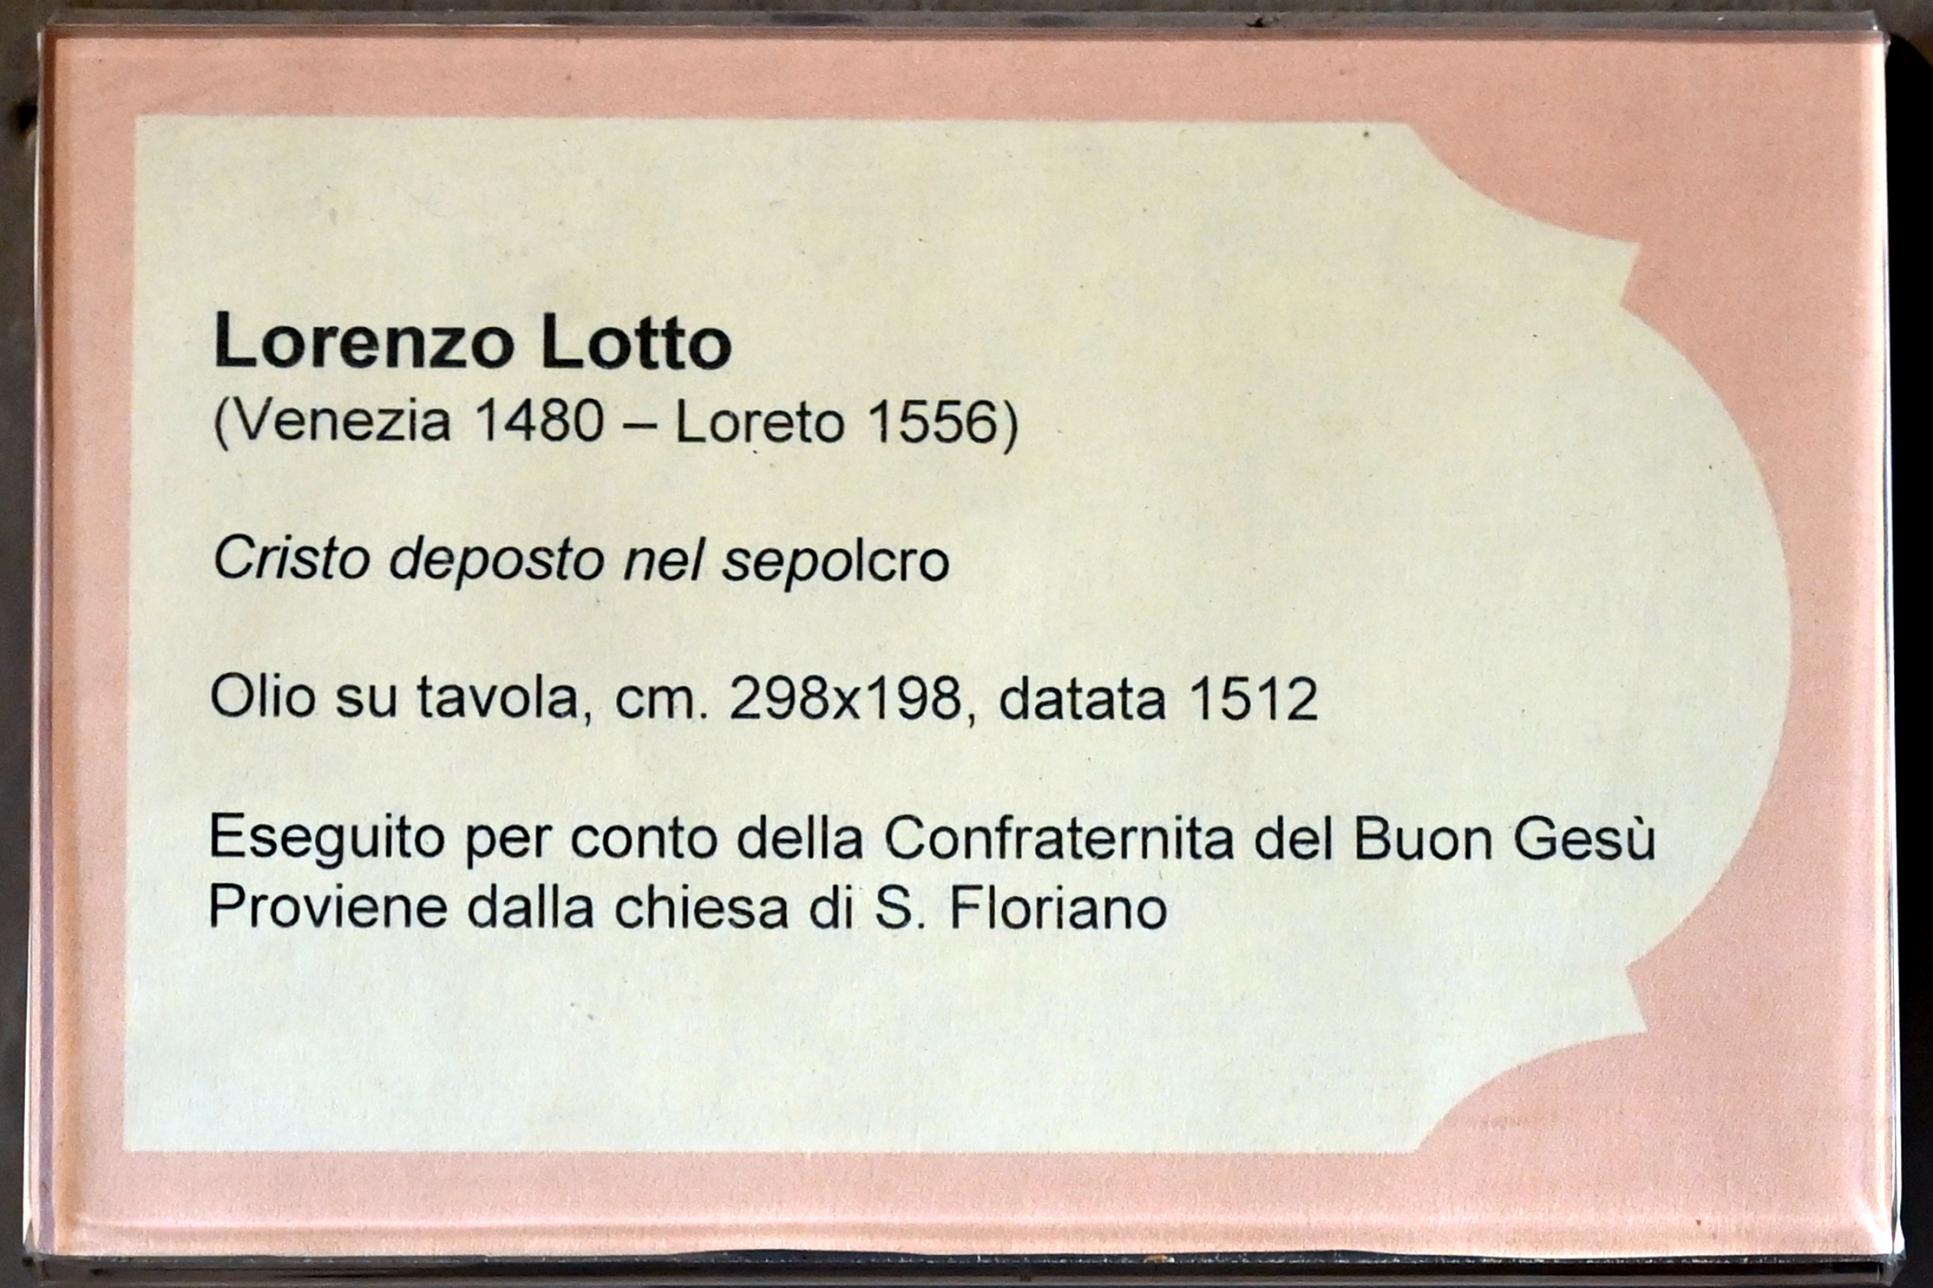 Lorenzo Lotto
(Venezia 1480 – Loreto 1556)
Cristo deposto nel sepolcro
Olio su tavola, cm. 298x198, datata 1512
Eseguito per conto della Confraternita del Buon Gesù
Proviene dalla chiesa di S. Floriano